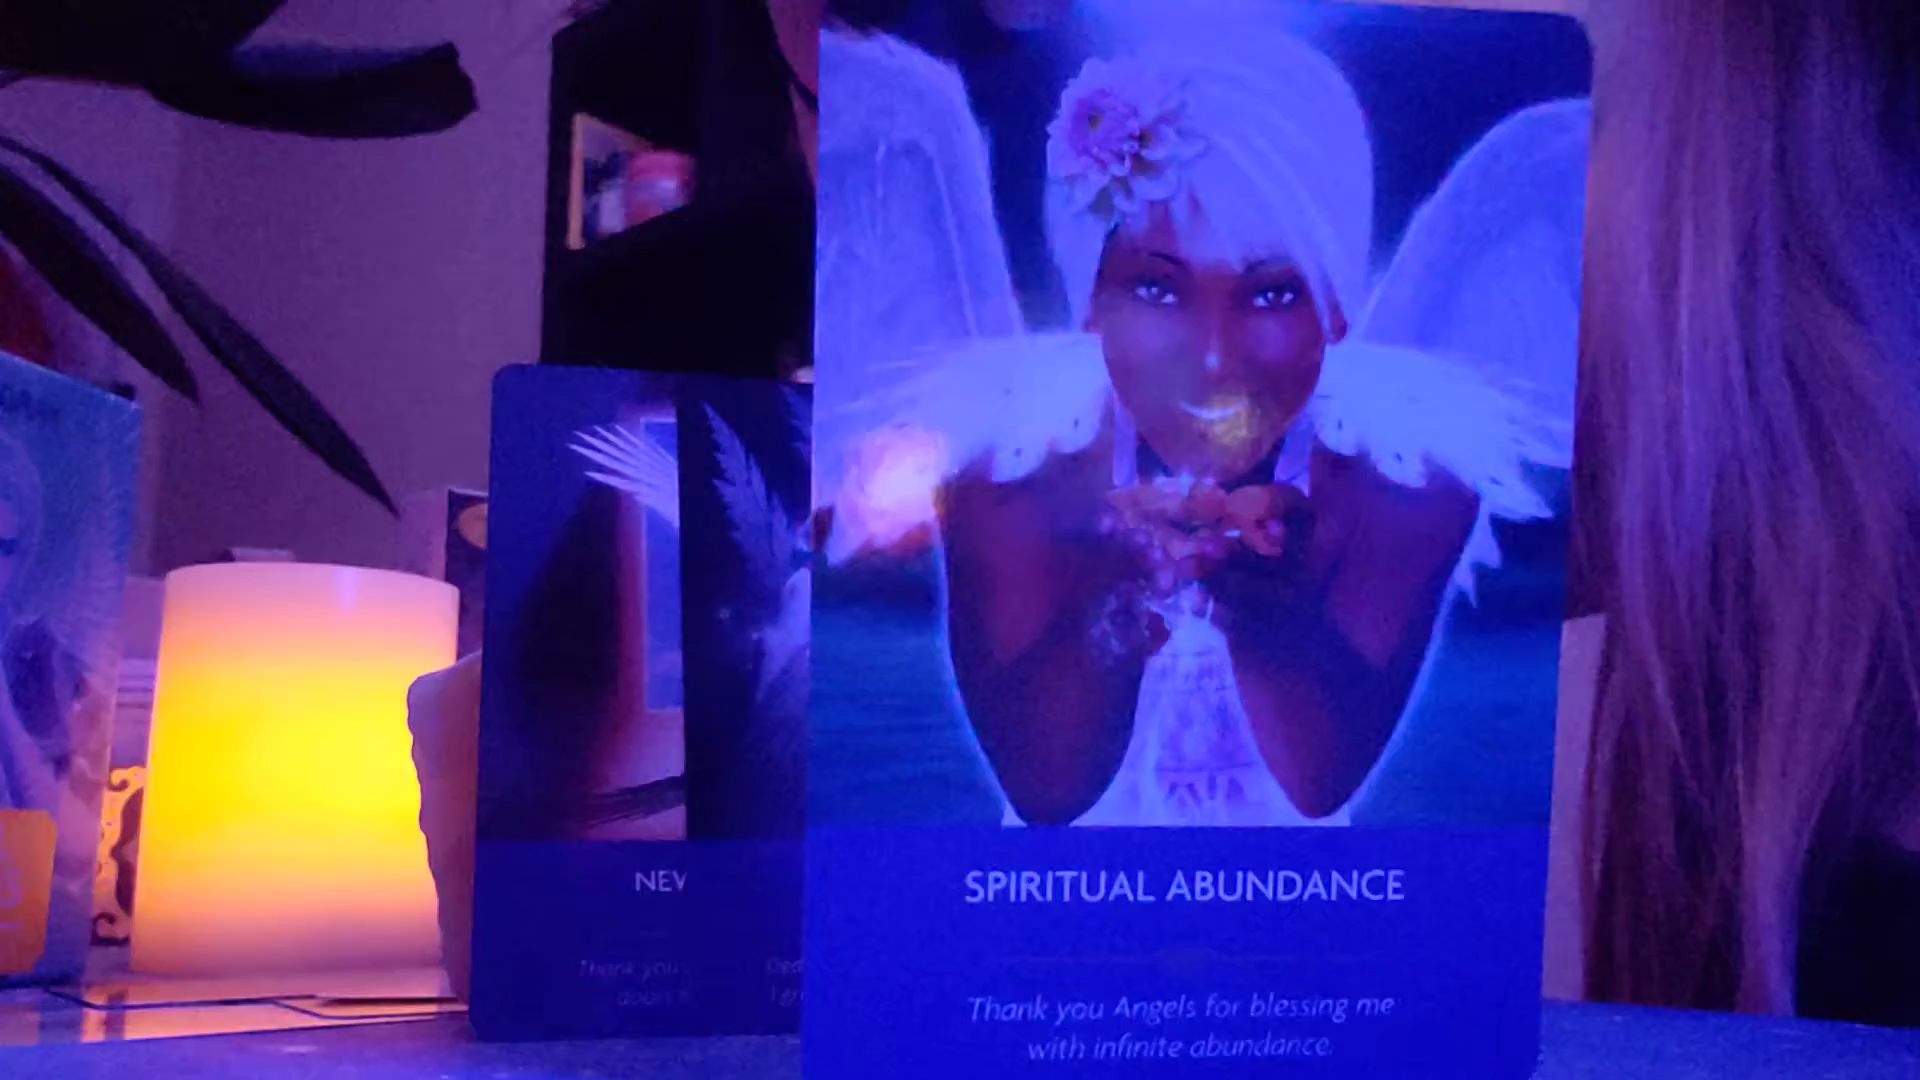 NEV
Thank you
doors
SPIRITUAL ABUNDANCE
Thank you Angels for blessing me
with infinite abundance.